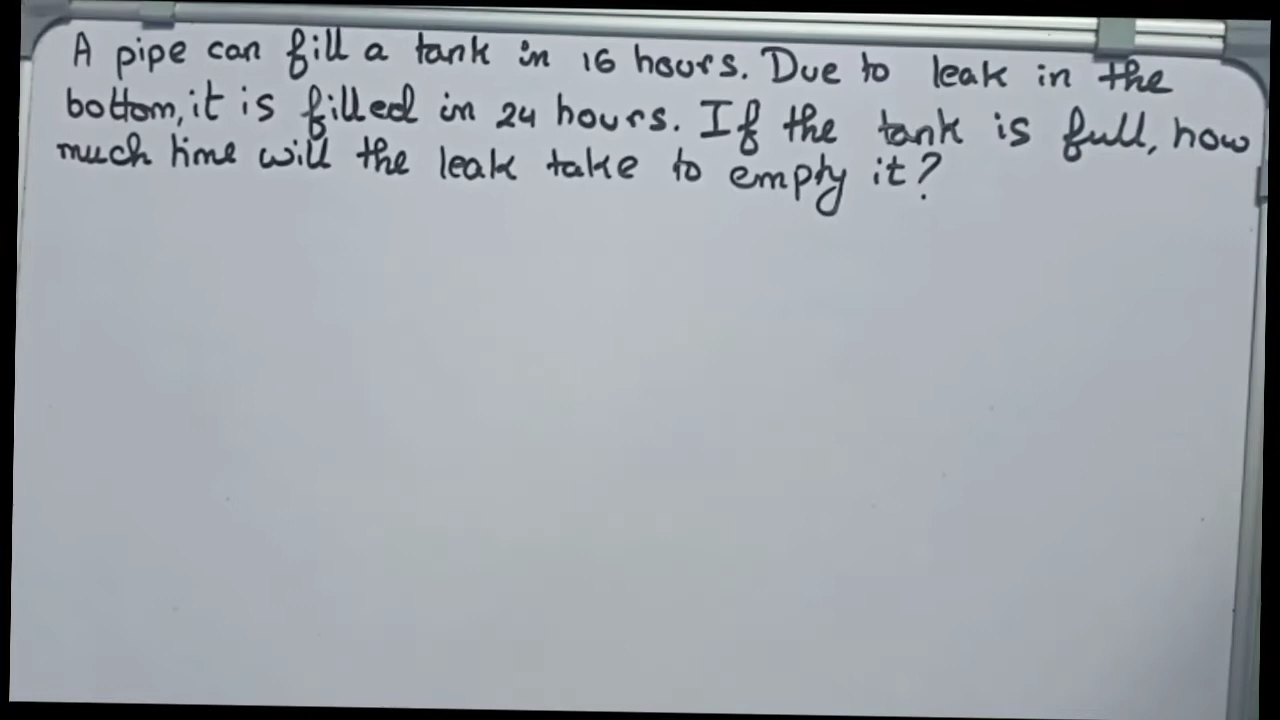 A pipe can fill a tank in 16 hours. Due to leak in the
bottom, it is filled in 24 hours. If the tank is full, how
much time will the leak take to empty it?